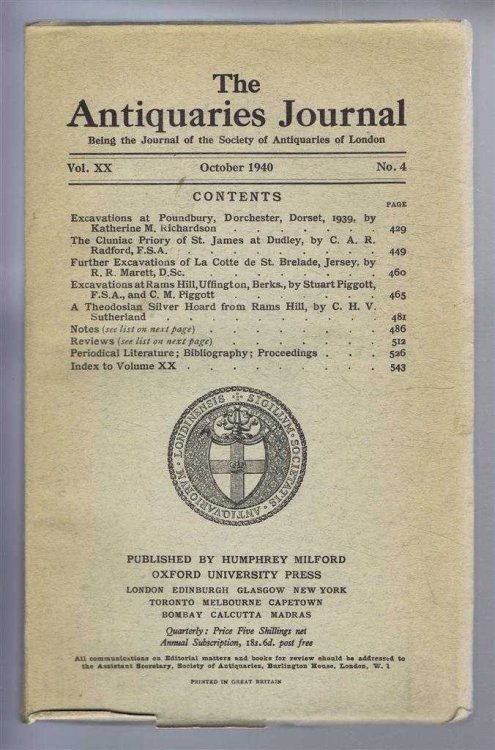 The
Antiquaries Journal
Being the Journal of the Society of Antiquaries of London
Vol. XX October 1940 No. 4
CONTENTS
PAGE
Excavations at Poundbury, Dorchester, Dorset, 1939, by
Katherine M. Richardson . . . . . . 429
The Cluniac Priory of St. James at Dudley, by C. A. R.
Radford, F.S.A. . . . . . . . 449
Further Excavations of La Cotte de St. Brelade, Jersey, by
R. R. Marett, D.Sc. . . . . . . 460
Excavations at Rams Hill, Uffington, Berks., by Stuart Piggott,
F.S.A., and C. M. Piggott . . . . . 465
A Theodosian Silver Hoard from Rams Hill, by C. H. V.
Sutherland . . . . . . . . 481
Notes (see list on next page) . . . . . . 486
Reviews (see list on next page) . . . . . . 512
Periodical Literature; Bibliography; Proceedings . . . 526
Index to Volume XX . . . . . . . 543
SIGILLVM · SOCIETATIS · ANTIQVARIORVM · LONDINENSIS
PUBLISHED BY HUMPHREY MILFORD
OXFORD UNIVERSITY PRESS
LONDON EDINBURGH GLASGOW NEW YORK
TORONTO MELBOURNE CAPETOWN
BOMBAY CALCUTTA MADRAS
Quarterly: Price Five Shillings net
Annual Subscription, 18s. 6d. post free
All communications on Editorial matters and books for review should be addressed to
the Assistant Secretary, Society of Antiquaries, Burlington House, London, W. 1
PRINTED IN GREAT BRITAIN